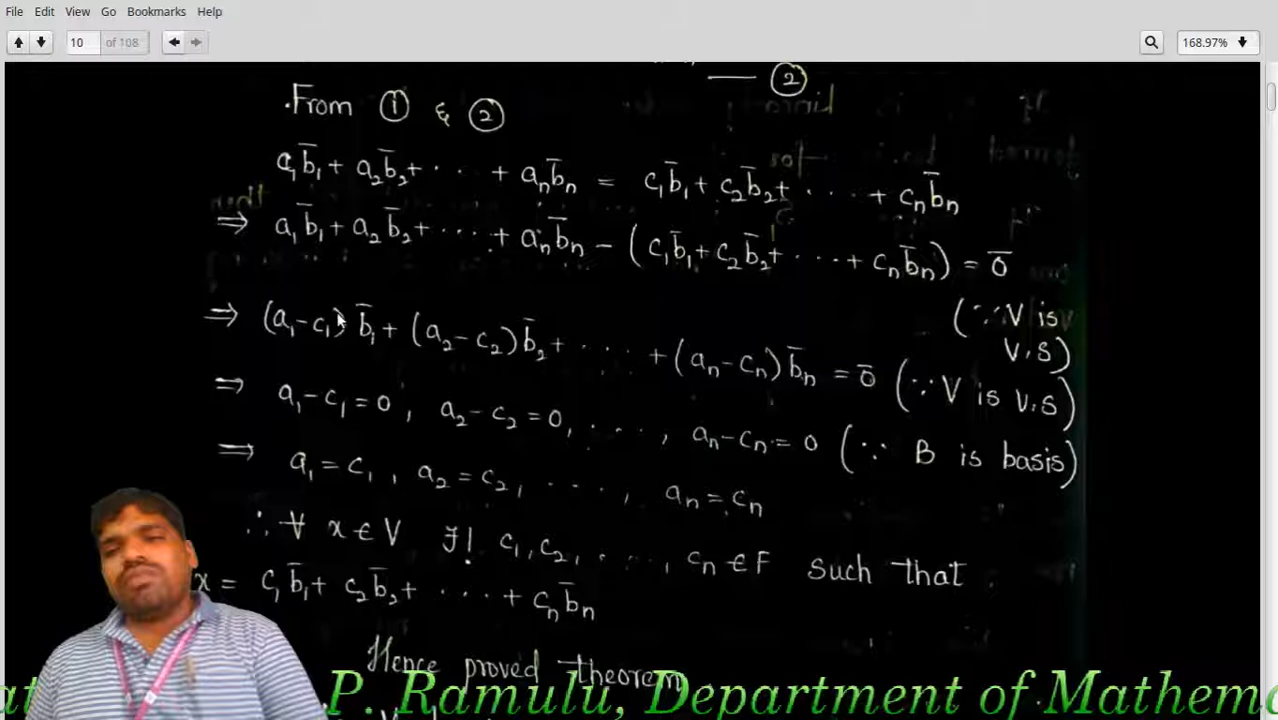 File Edit View Go Bookmarks Help
10 of 108 168.97%
— ②
From ① & ②
a₁b̄₁ + a₂b̄₂ + ···· + aₙb̄ₙ = c₁b̄₁ + c₂b̄₂ + ···· + cₙb̄ₙ
⇒ a₁b̄₁ + a₂b̄₂ + ···· + aₙb̄ₙ − (c₁b̄₁ + c₂b̄₂ + ···· + cₙb̄ₙ) = 0̄
(∵ V is
V.S)
⇒ (a₁−c₁) b̄₁ + (a₂−c₂) b̄₂ + ···· + (aₙ−cₙ) b̄ₙ = 0̄ (∵ V is V.S)
⇒ a₁−c₁=0, a₂−c₂=0, ····, aₙ−cₙ=0 (∵ B is basis)
⇒ a₁=c₁, a₂=c₂, ····, aₙ=cₙ
∴ ∀ x∈V ∃! c₁, c₂, ····, cₙ∈F such that
x = c₁b̄₁ + c₂b̄₂ + ···· + cₙb̄ₙ
Hence proved theorem
P. Ramulu, Department of Mathema